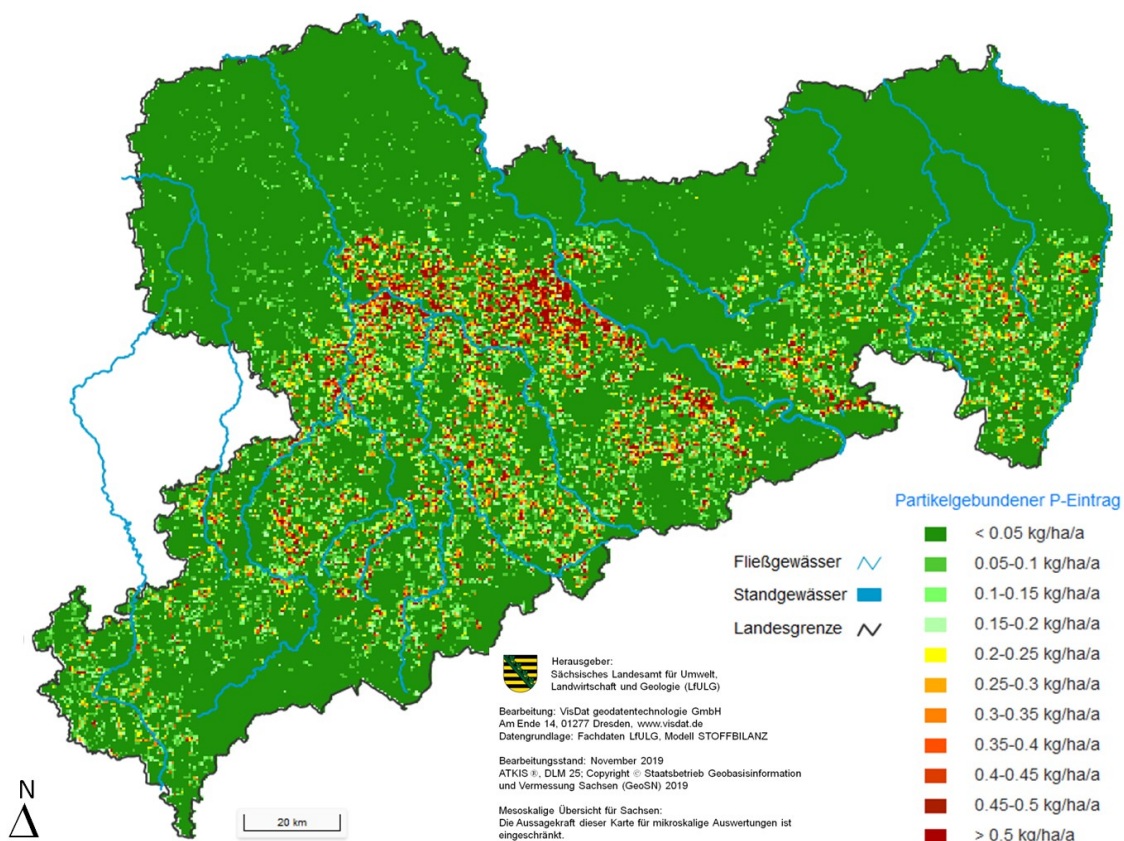 Partikelgebundener P-Eintrag
< 0.05 kg/ha/a
0.05-0.1 kg/ha/a
0.1-0.15 kg/ha/a
0.15-0.2 kg/ha/a
0.2-0.25 kg/ha/a
0.25-0.3 kg/ha/a
0.3-0.35 kg/ha/a
0.35-0.4 kg/ha/a
0.4-0.45 kg/ha/a
0.45-0.5 kg/ha/a
> 0.5 kg/ha/a
Fließgewässer
Standgewässer
Landesgrenze
Herausgeber:
Sächsisches Landesamt für Umwelt,
Landwirtschaft und Geologie (LfULG)
Bearbeitung: VisDat geodatentechnologie GmbH
Am Ende 14, 01277 Dresden, www.visdat.de
Datengrundlage: Fachdaten LfULG, Modell STOFFBILANZ
Bearbeitungsstand: November 2019
ATKIS ®, DLM 25; Copyright © Staatsbetrieb Geobasisinformation
und Vermessung Sachsen (GeoSN) 2019
Mesoskalige Übersicht für Sachsen:
Die Aussagekraft dieser Karte für mikroskalige Auswertungen ist
eingeschränkt.
N
20 km